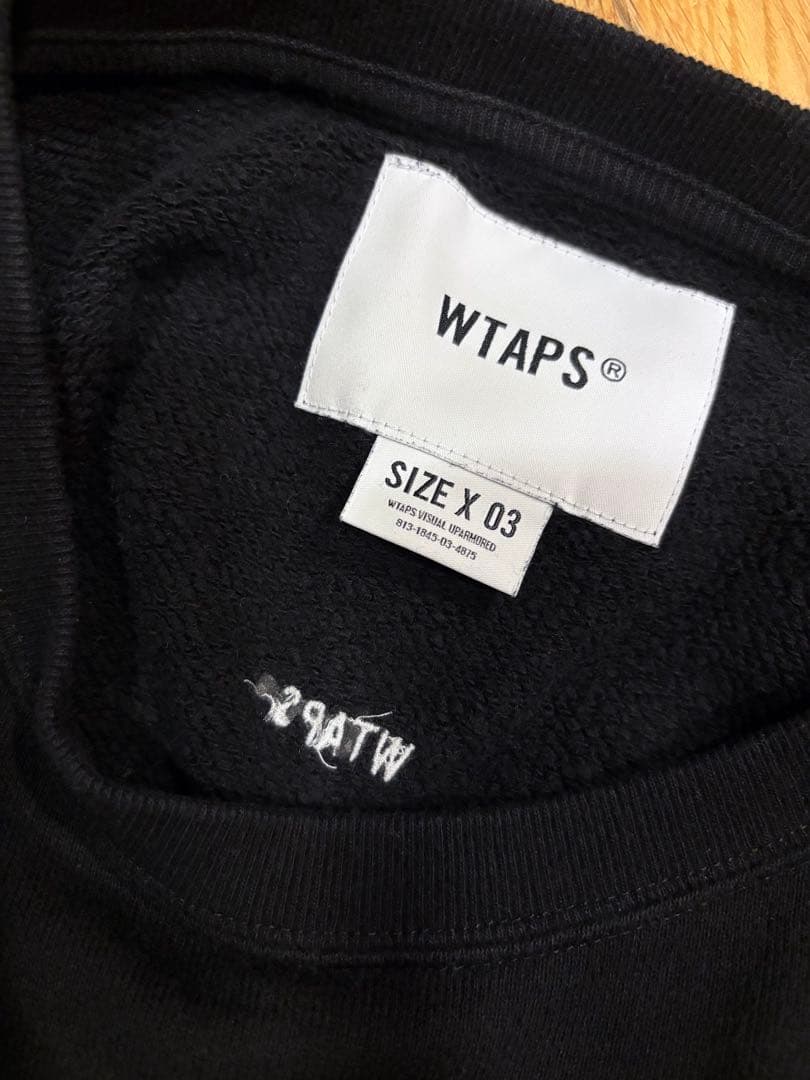 WTAPS®
SIZE X 03
WTAPS VISUAL UPARMORED
813-1845-03-4875
WTAPS